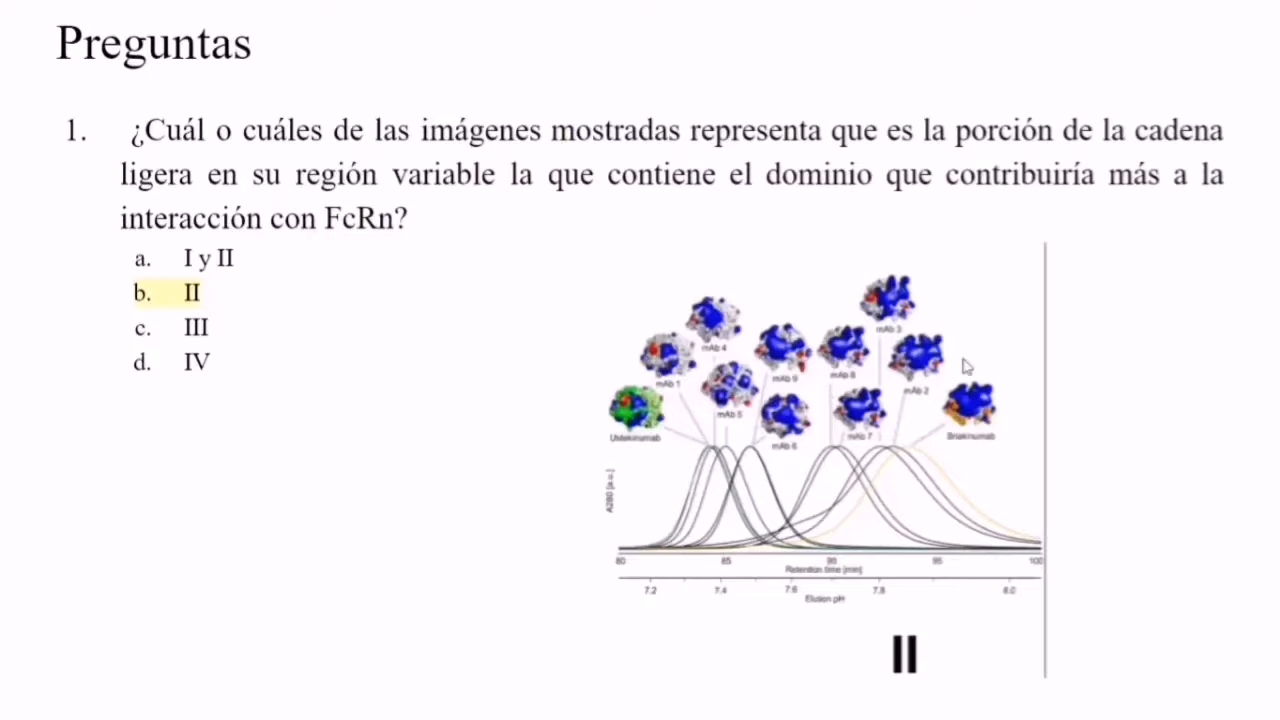 Preguntas
1. ¿Cuál o cuáles de las imágenes mostradas representa que es la porción de la cadena
ligera en su región variable la que contiene el dominio que contribuiría más a la
interacción con FcRn?
a. I y II
b. II
c. III
d. IV
mAb 3
mAb 4
mAb 9
mAb 8
mAb 1
mAb 2
mAb 5
Ustekinumab
mAb 6
mAb 7
Briakinumab
A280 [a.u.]
80 85 90 95 100
Retention time [min]
7.2 7.4 7.6 7.8 8.0
Elusion pH
II